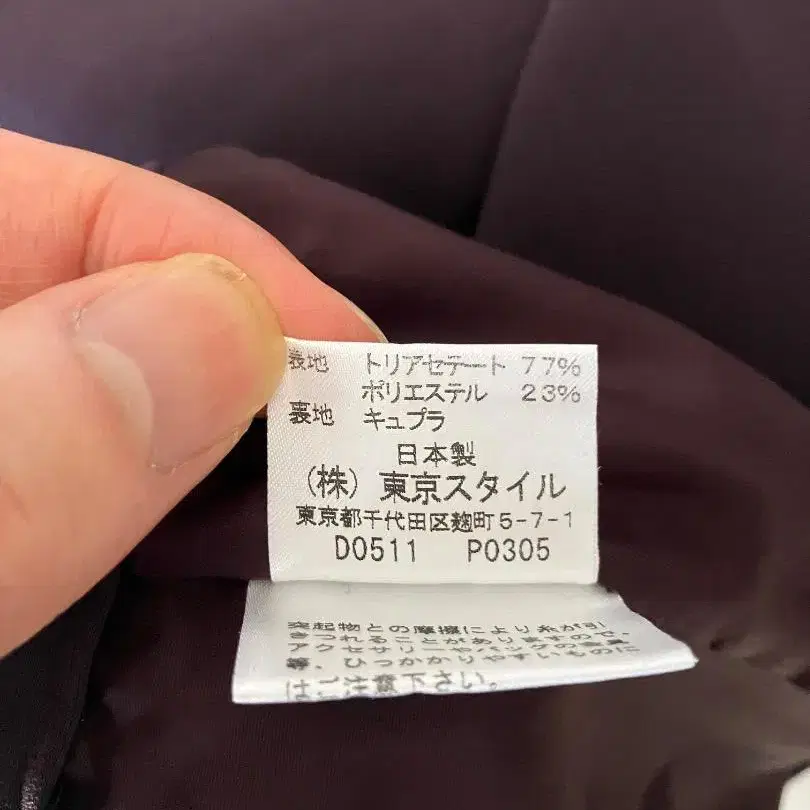 表地 トリアセテート 77%
ポリエステル 23%
裏地 キュプラ
日本製
(株) 東京スタイル
東京都千代田区麹町5-7-1
D0511 P0305
突起物との摩擦により糸が引
きつれることがありますので、
アクセサリーやバッグの金具
等、ひっかかりやすいものに
はご注意下さい。